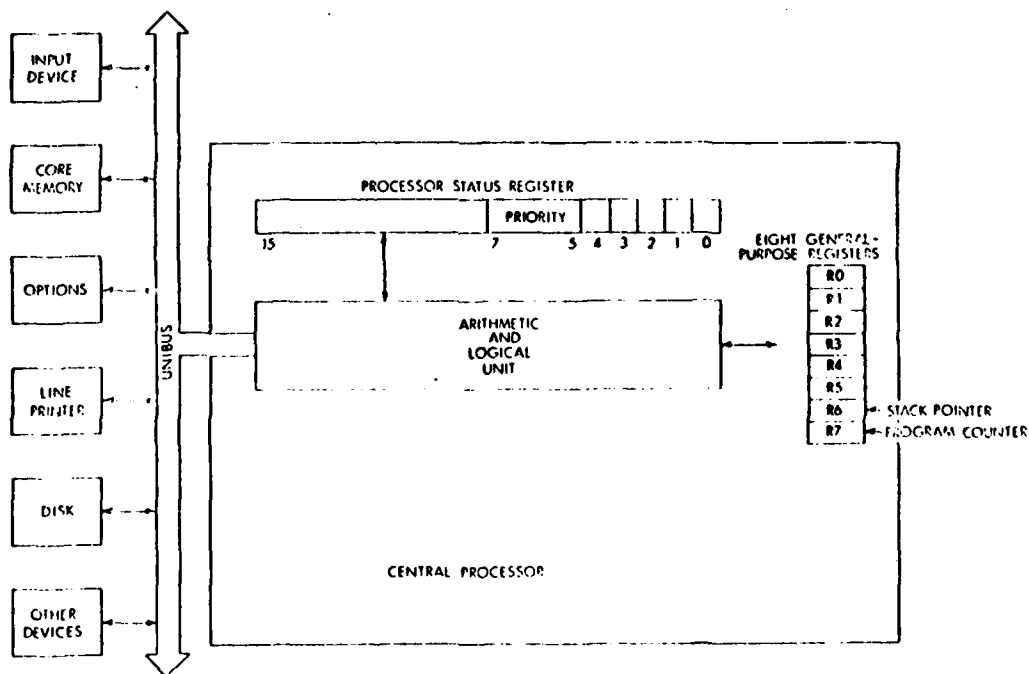 INPUT
DEVICE
CORE
MEMORY
OPTIONS
LINE
PRINTER
DISK
OTHER
DEVICES
UNIBUS
PROCESSOR STATUS REGISTER
PRIORITY
15 7 5 4 3 2 1 0
ARITHMETIC
AND
LOGICAL
UNIT
EIGHT GENERAL-
PURPOSE REGISTERS
R0
R1
R2
R3
R4
R5
R6
R7
STACK POINTER
PROGRAM COUNTER
CENTRAL PROCESSOR